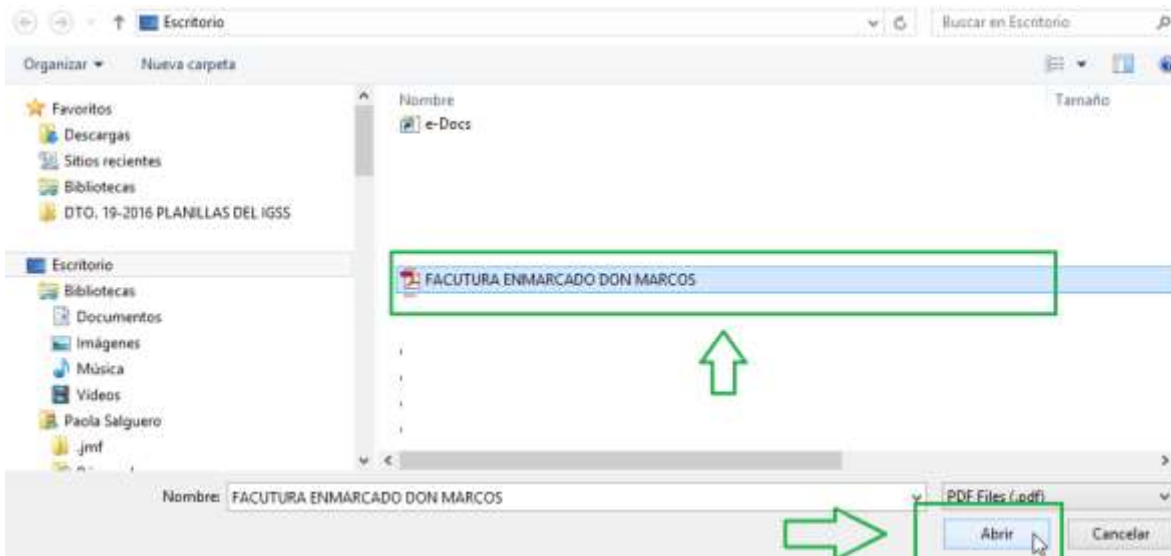 Escritorio
Buscar en Escritorio
Organizar
Nueva carpeta
Favoritos
Descargas
Sitios recientes
Bibliotecas
DTO. 19-2016 PLANILLAS DEL IGSS
Escritorio
Bibliotecas
Documentos
Imágenes
Música
Vídeos
Paola Salguero
.jmf
Nombre
Tamaño
e-Docs
FACUTURA ENMARCADO DON MARCOS
Nombre: FACUTURA ENMARCADO DON MARCOS
PDF Files (.pdf)
Abrir
Cancelar